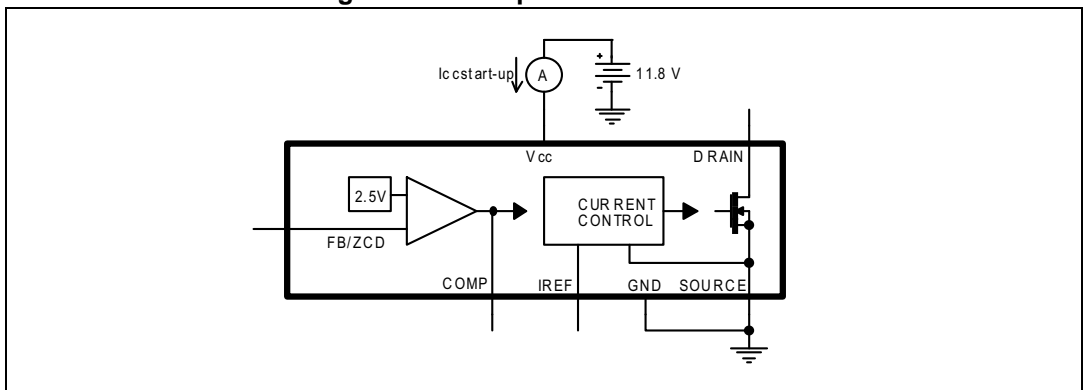 Iccstart-up
A
+
-
11.8 V
Vcc
DRAIN
2.5V
CURRENT
CONTROL
FB/ZCD
COMP
IREF
GND
SOURCE